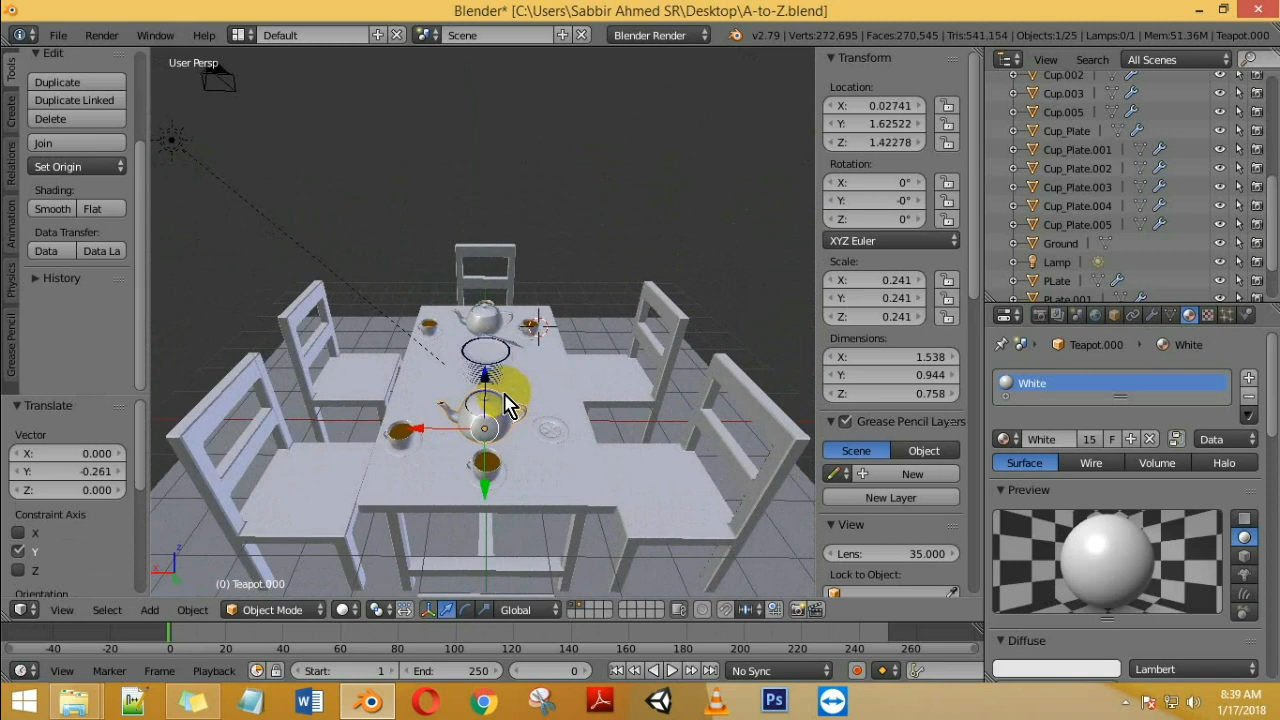 Blender* [C:\Users\Sabbir Ahmed SR\Desktop\A-to-Z.blend]
File Render Window Help Default Scene Blender Render v2.79 | Verts:272,695 | Faces:270,545 | Tris:541,154 | Objects:1/25 | Lamps:0/1 | Mem:51.36M | Teapot.000
Tools
Create
Relations
Animation
Physics
Grease Pencil
Edit
Duplicate
Duplicate Linked
Delete
Join
Set Origin
Shading:
Smooth Flat
Data Transfer:
Data Data La
History
Translate
Vector
X: 0.000
Y: -0.261
Z: 0.000
Constraint Axis
X
Y
Z
Orientation
User Persp
(0) Teapot.000
Transform
Location:
X: 0.02741
Y: 1.62522
Z: 1.42278
Rotation:
X: 0°
Y: -0°
Z: 0°
XYZ Euler
Scale:
X: 0.241
Y: 0.241
Z: 0.241
Dimensions:
X: 1.538
Y: 0.944
Z: 0.758
Grease Pencil Layers
Scene Object
New
New Layer
View
Lens: 35.000
Lock to Object:
View Search All Scenes
Cup.002
Cup.003
Cup.005
Cup_Plate
Cup_Plate.001
Cup_Plate.002
Cup_Plate.003
Cup_Plate.004
Cup_Plate.005
Ground
Lamp
Plate
Plate.001
Teapot.000 White
White
White 15 F Data
Surface Wire Volume Halo
Preview
Diffuse
Lambert
View Select Add Object Object Mode Global
-40 -20 0 20 40 60 80 100 120 140 160 180 200 220 240 260
View Marker Frame Playback Start: 1 End: 250 0 No Sync
8:39 AM
1/17/2018